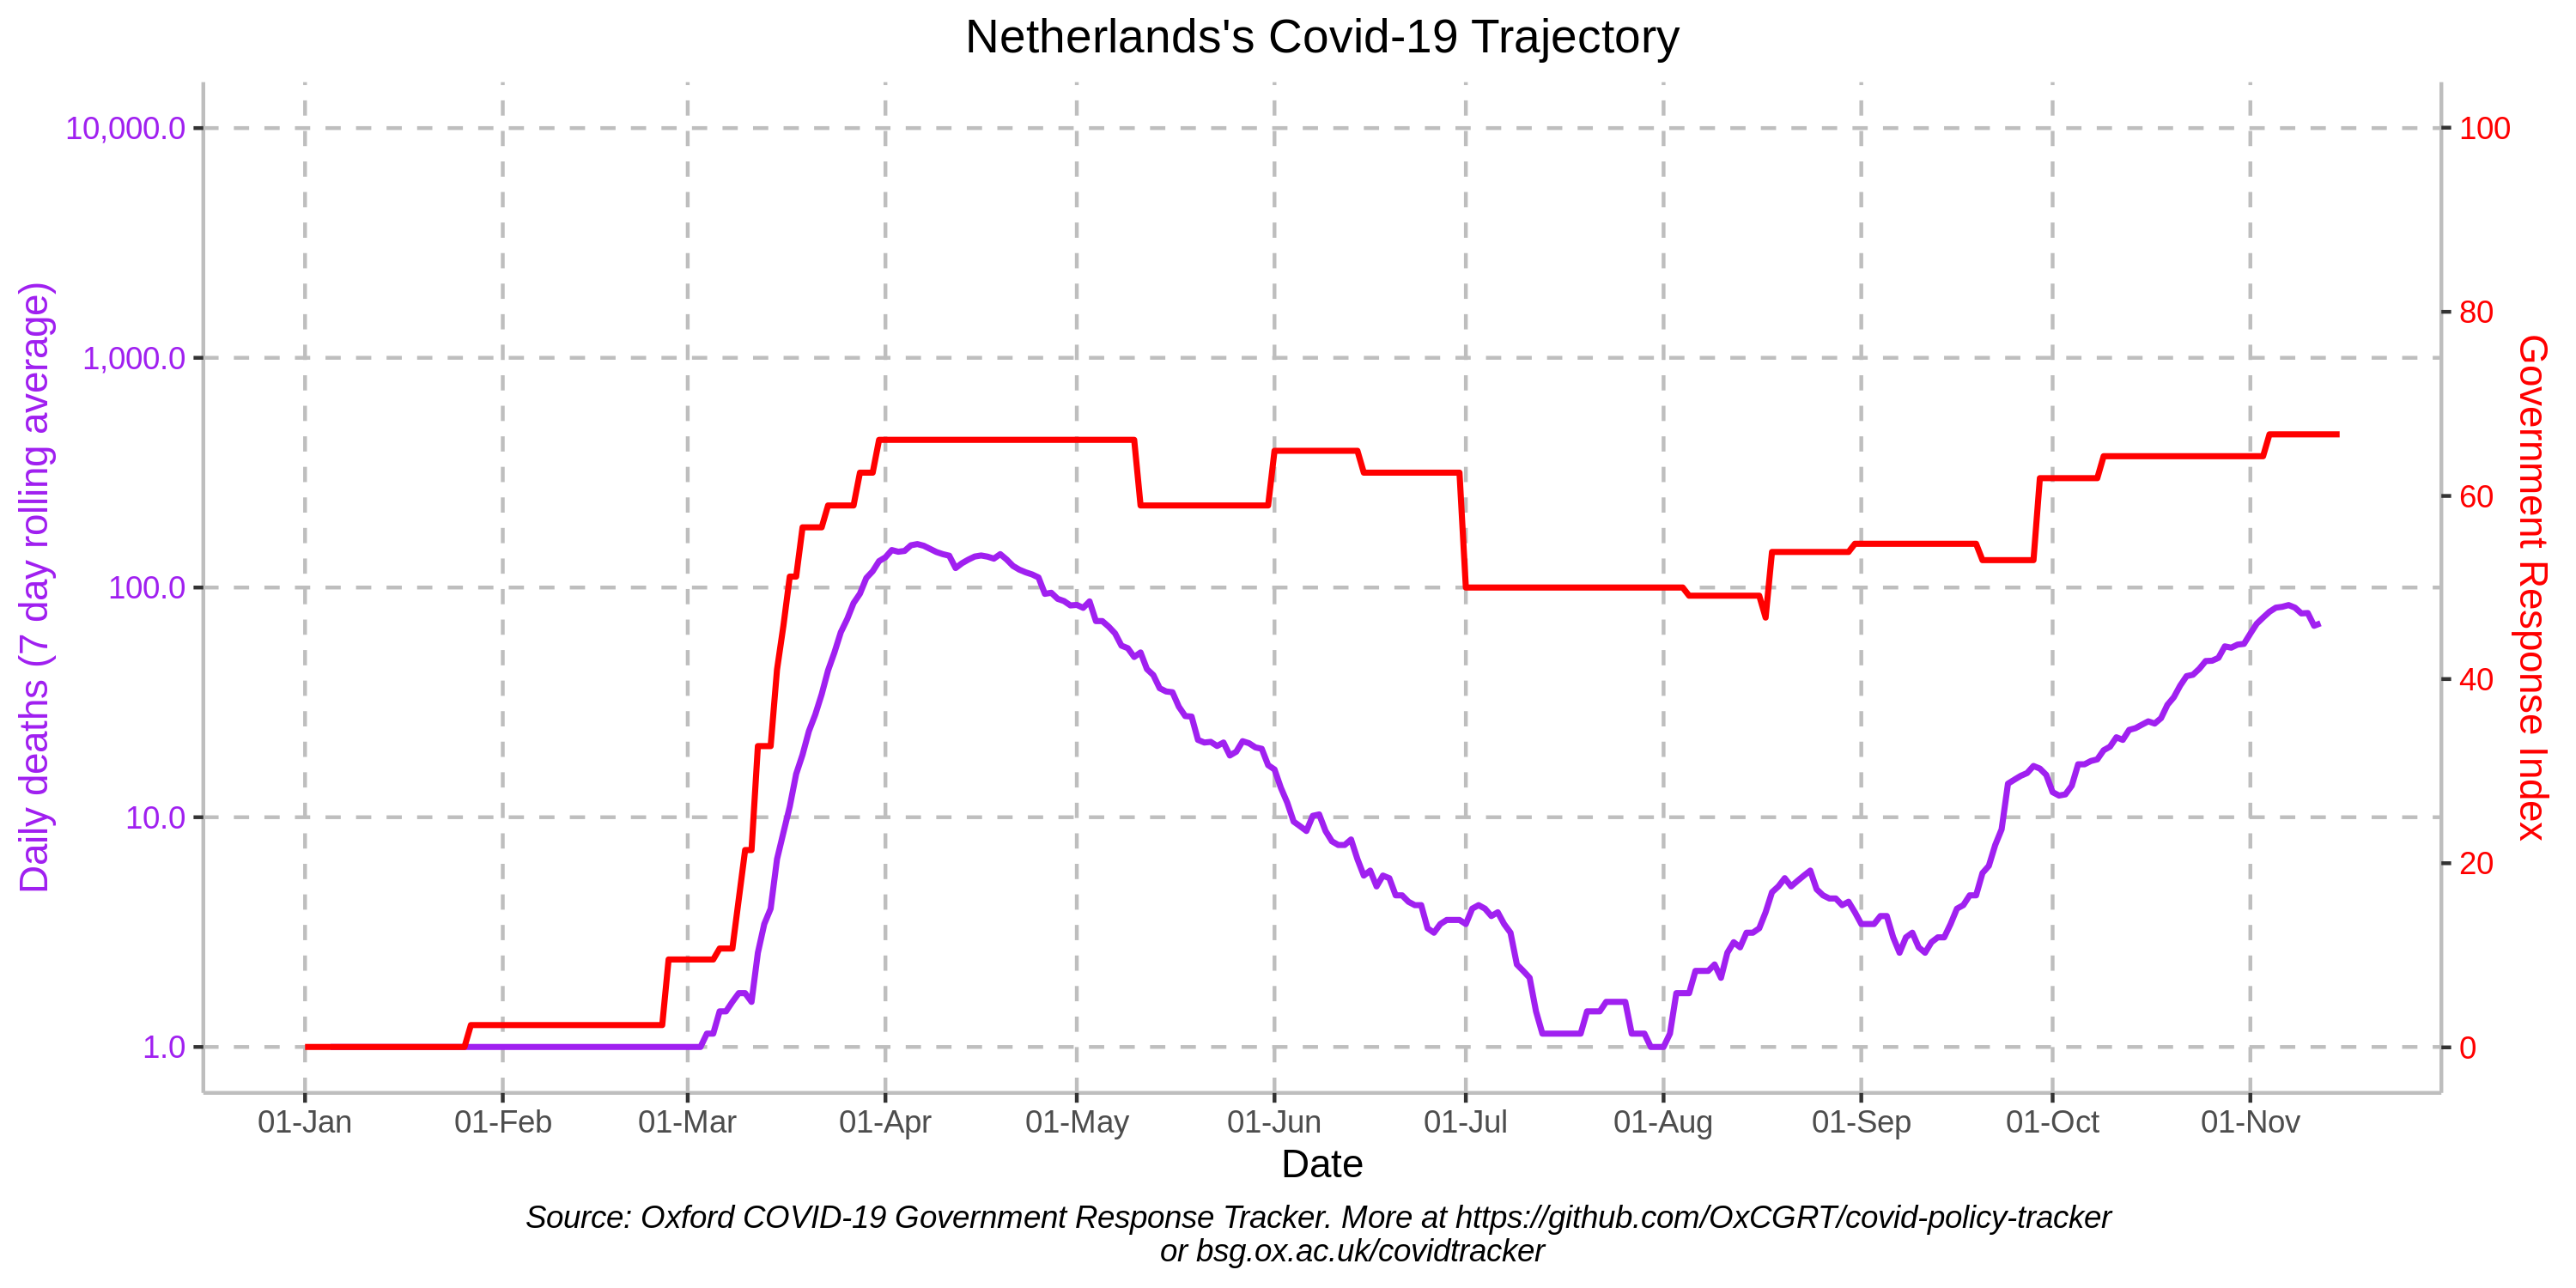 Netherlands's Covid-19 Trajectory
10,000.0
1,000.0
100.0
10.0
1.0
Daily deaths (7 day rolling average)
100
80
60
40
20
0
Government Response Index
01-Jan 01-Feb 01-Mar 01-Apr 01-May 01-Jun 01-Jul 01-Aug 01-Sep 01-Oct 01-Nov
Date
Source: Oxford COVID-19 Government Response Tracker. More at https://github.com/OxCGRT/covid-policy-tracker
or bsg.ox.ac.uk/covidtracker